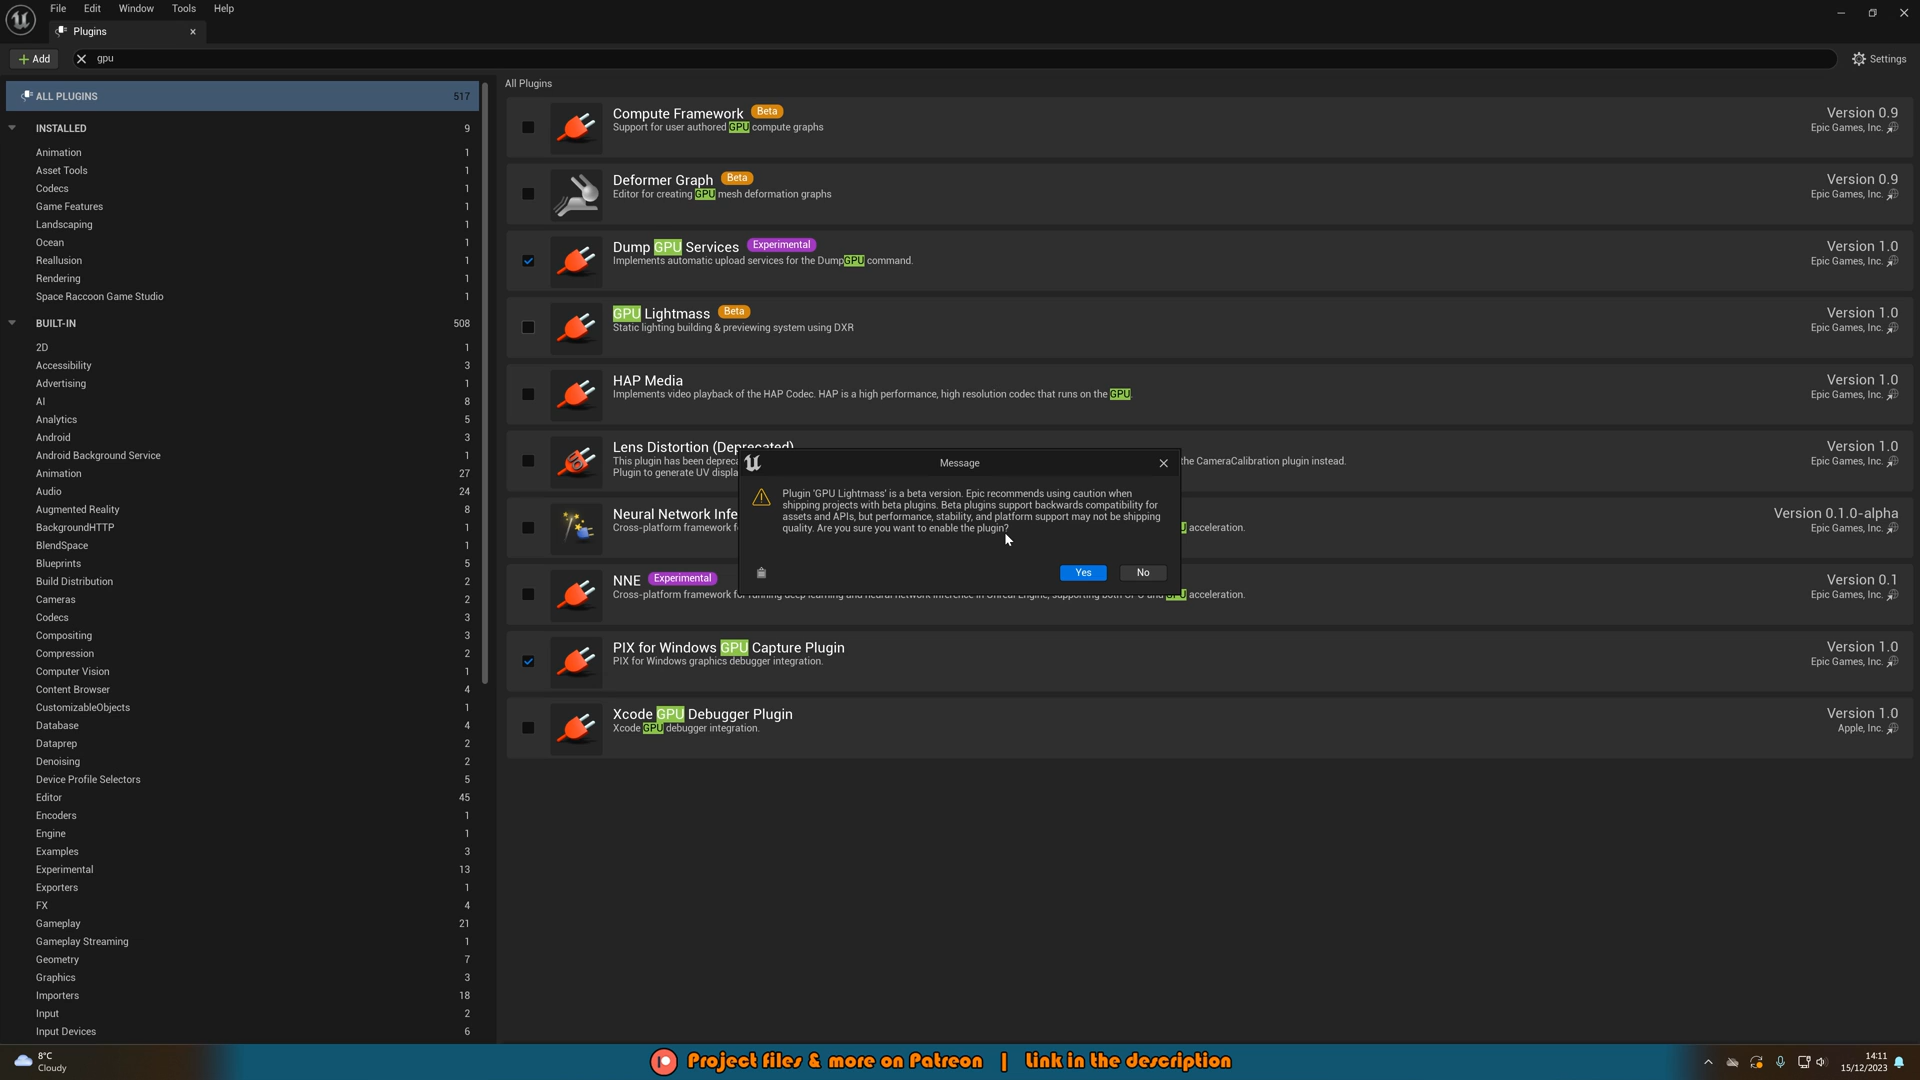 File Edit Window Tools Help
Plugins
Add gpu Settings
ALL PLUGINS 517
INSTALLED 9
Animation 1
Asset Tools 1
Codecs 1
Game Features 1
Landscaping 1
Ocean 1
Reallusion 1
Rendering 1
Space Raccoon Game Studio 1
BUILT-IN 508
2D 1
Accessibility 3
Advertising 1
AI 8
Analytics 5
Android 3
Android Background Service 1
Animation 27
Audio 24
Augmented Reality 8
BackgroundHTTP 1
BlendSpace 1
Blueprints 5
Build Distribution 2
Cameras 2
Codecs 3
Compositing 3
Compression 2
Computer Vision 1
Content Browser 4
CustomizableObjects 1
Database 4
Dataprep 2
Denoising 2
Device Profile Selectors 5
Editor 45
Encoders 1
Engine 1
Examples 3
Experimental 13
Exporters 1
FX 4
Gameplay 21
Gameplay Streaming 1
Geometry 7
Graphics 3
Importers 18
Input 2
Input Devices 6
All Plugins
Compute Framework Beta Version 0.9
Support for user authored GPU compute graphs Epic Games, Inc.
Deformer Graph Beta Version 0.9
Editor for creating GPU mesh deformation graphs Epic Games, Inc.
Dump GPU Services Experimental Version 1.0
Implements automatic upload services for the DumpGPU command. Epic Games, Inc.
GPU Lightmass Beta Version 1.0
Static lighting building & previewing system using DXR Epic Games, Inc.
HAP Media Version 1.0
Implements video playback of the HAP Codec. HAP is a high performance, high resolution codec that runs on the GPU Epic Games, Inc.
Lens Distortion (Deprecated) Version 1.0
This plugin has been the CameraCalibration plugin instead. Epic Games, Inc.
Plugin to generate UV
Neural Network Version 0.1.0-alpha
Cross-platform framework acceleration. Epic Games, Inc.
NNE Experimental Version 0.1
Cross-platform framework for running deep learning and neural network inference in Unreal Engine, supporting both CPU and GPU acceleration. Epic Games, Inc.
PIX for Windows GPU Capture Plugin Version 1.0
PIX for Windows graphics debugger integration. Epic Games, Inc.
Xcode GPU Debugger Plugin Version 1.0
Xcode GPU debugger integration. Apple, Inc.
Message
Plugin 'GPU Lightmass' is a beta version. Epic recommends using caution when
shipping projects with beta plugins. Beta plugins support backwards compatibility for
assets and APIs, but performance, stability, and platform support may not be shipping
quality. Are you sure you want to enable the plugin?
Yes No
8°C
Cloudy
Project files & more on Patreon | Link in the description
14:11
15/12/2023